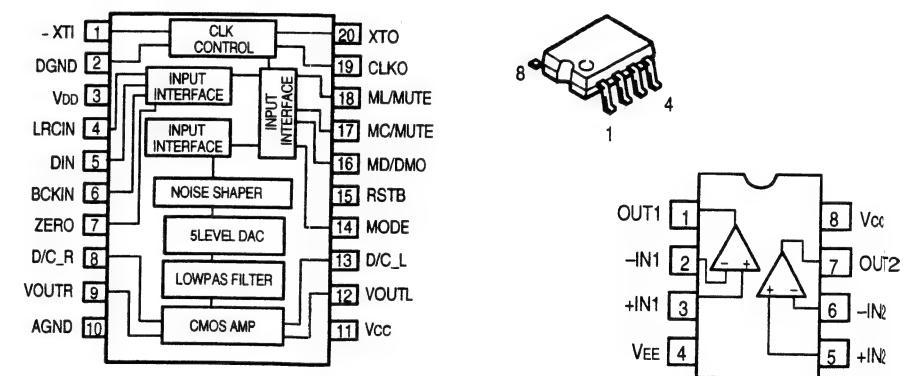 - XTI 1
DGND 2
VDD 3
LRCIN 4
DIN 5
BCKIN 6
ZERO 7
D/C_R 8
VOUTR 9
AGND 10
CLK
CONTROL
INPUT
INTERFACE
INPUT
INTERFACE
INPUT
INTERFACE
NOISE SHAPER
5LEVEL DAC
LOWPAS FILTER
CMOS AMP
20 XTO
19 CLKO
18 ML/MUTE
17 MC/MUTE
16 MD/DMO
15 RSTB
14 MODE
13 D/C_L
12 VOUTL
11 VCC
8
4
1
OUT1 1
−IN1 2
+IN1 3
VEE 4
− +
+ −
8 VCC
7 OUT2
6 −IN2
5 +IN2